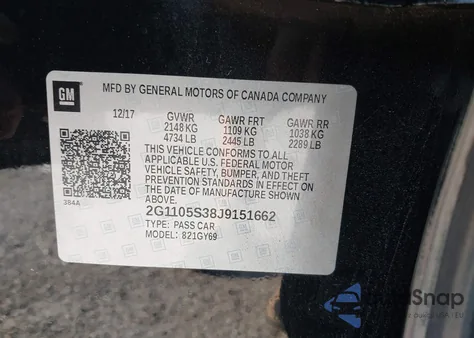 GM
MFD BY GENERAL MOTORS OF CANADA COMPANY
12/17 GVWR GAWR FRT GAWR RR
2148 KG 1109 KG 1038 KG
4734 LB 2445 LB 2289 LB
THIS VEHICLE CONFORMS TO ALL
APPLICABLE U.S. FEDERAL MOTOR
VEHICLE SAFETY, BUMPER, AND THEFT
PREVENTION STANDARDS IN EFFECT ON
THE DATE OF MANUFACTURE SHOWN
384A ABOVE.
2G1105S38J9151662
TYPE: PASS CAR
MODEL: 821GY69
AutoSnap